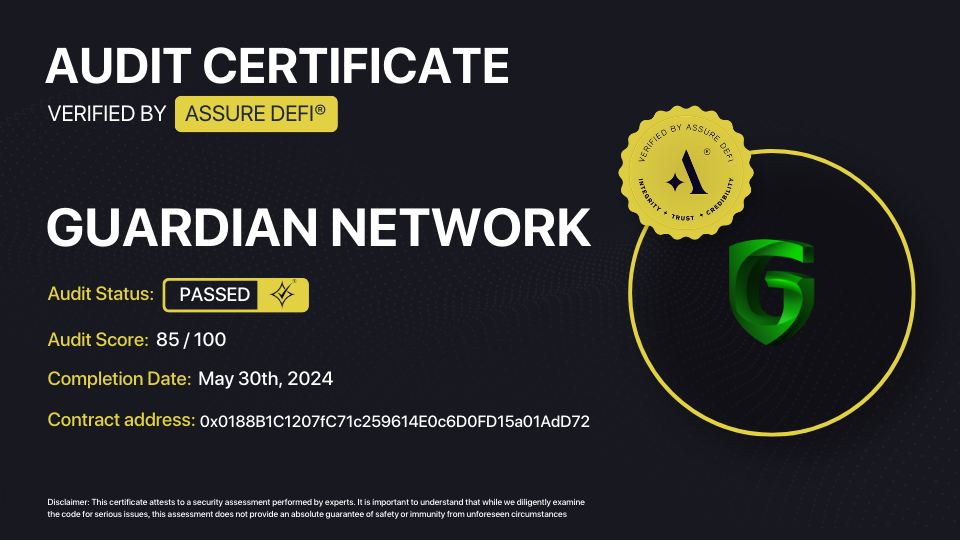 AUDIT CERTIFICATE
VERIFIED BY ASSURE DEFI®
VERIFIED BY ASSURE DEFI
®
INTEGRITY ✦ TRUST ✦ CREDIBILITY
GUARDIAN NETWORK
Audit Status: PASSED
Audit Score: 85 / 100
Completion Date: May 30th, 2024
Contract address: 0x0188B1C1207fC71c259614E0c6D0FD15a01AdD72
Disclaimer: This certificate attests to a security assessment performed by experts. It is important to understand that while we diligently examine
the code for serious issues, this assessment does not provide an absolute guarantee of safety or immunity from unforeseen circumstances